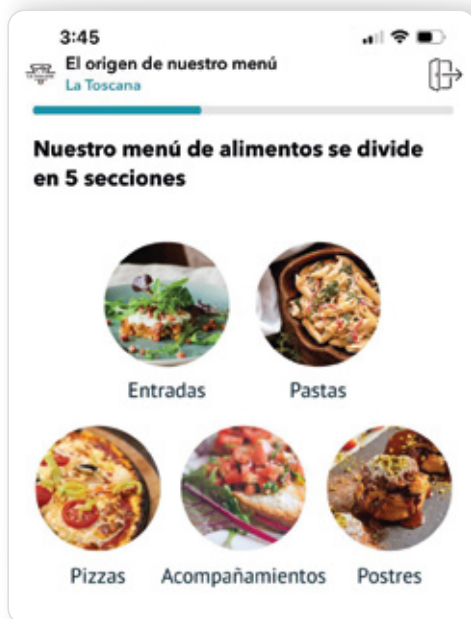 3:45
El origen de nuestro menú
La Toscana
Nuestro menú de alimentos se divide
en 5 secciones
Entradas
Pastas
Pizzas
Acompañamientos
Postres